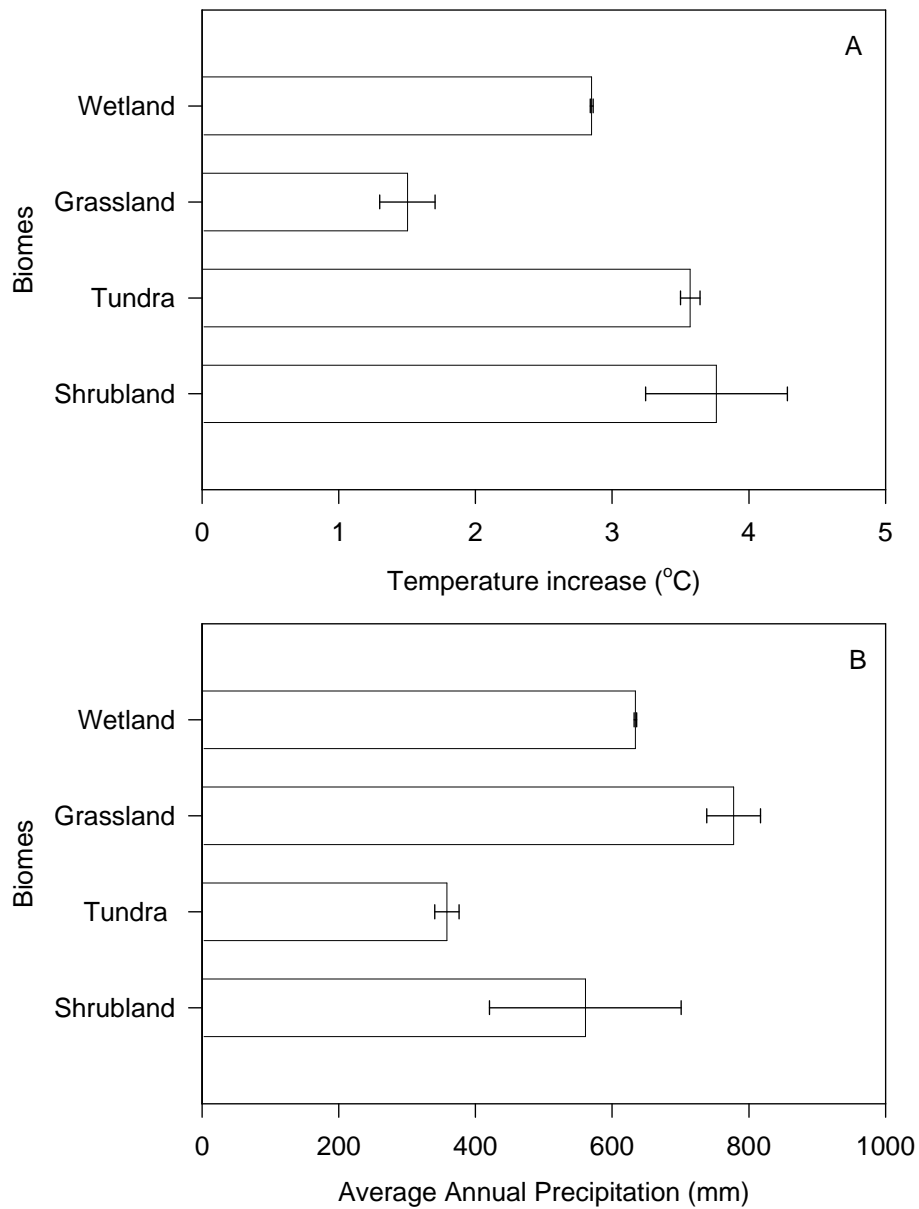 A
Wetland
Grassland
Tundra
Shrubland
Biomes
0 1 2 3 4 5
Temperature increase (°C)
B
Wetland
Grassland
Tundra
Shrubland
Biomes
0 200 400 600 800 1000
Average Annual Precipitation (mm)